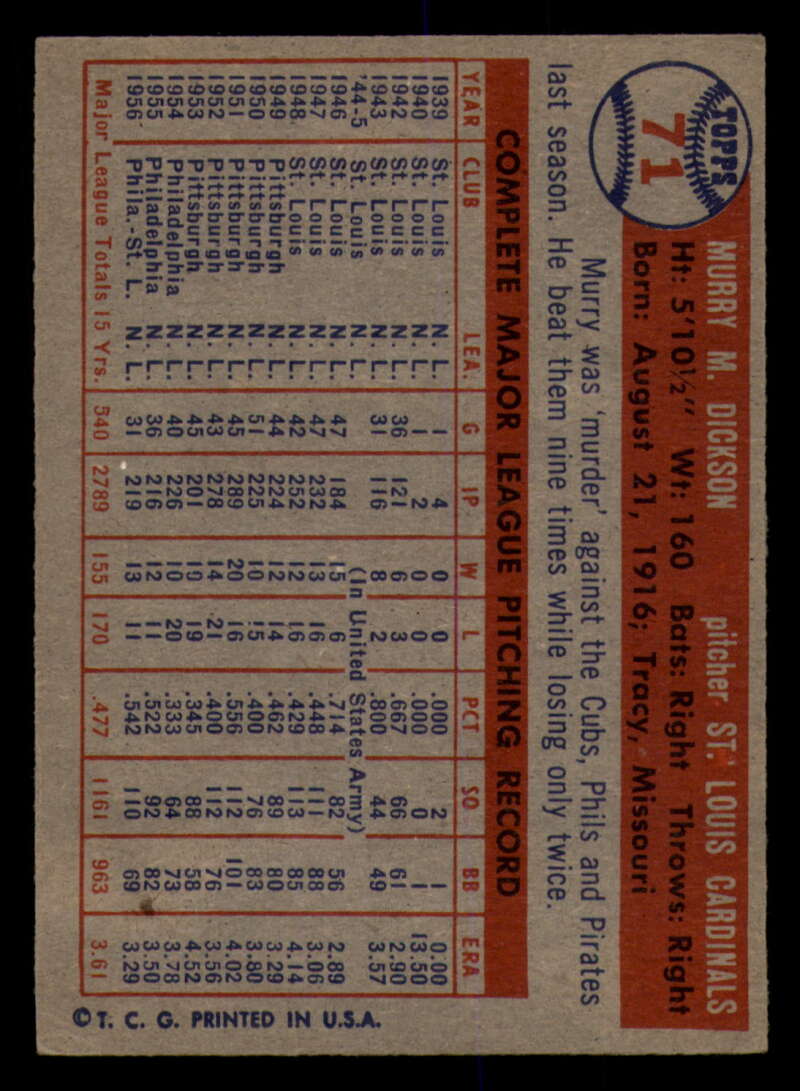 TOPPS
71
MURRY M. DICKSON pitcher ST. LOUIS CARDINALS
Ht: 5'10½" Wt: 160 Bats: Right Throws: Right
Born: August 21, 1916; Tracy, Missouri
Murry was 'murder' against the Cubs, Phils and Pirates
last season. He beat them nine times while losing only twice.
COMPLETE MAJOR LEAGUE PITCHING RECORD
YEAR CLUB LEA. G IP W L PCT SO BB ERA
1939 St. Louis N. L. 1 4 0 0 .000 2 1 0.00
1940 St. Louis N. L. 1 2 0 0 .000 0 1 13.50
1942 St. Louis N. L. 36 121 6 3 .667 66 61 2.90
1943 St. Louis N. L. 31 116 8 2 .800 44 49 3.57
'44-5 St. Louis (In United States Army)
1946 St. Louis N. L. 47 184 15 6 .714 82 56 2.89
1947 St. Louis N. L. 47 232 13 16 .448 111 88 3.06
1948 St. Louis N. L. 42 252 12 16 .429 113 85 4.14
1949 Pittsburgh N. L. 44 224 12 14 .462 89 80 3.29
1950 Pittsburgh N. L. 51 225 10 15 .400 76 83 3.80
1951 Pittsburgh N. L. 45 289 20 16 .556 112 101 4.02
1952 Pittsburgh N. L. 43 278 14 21 .400 112 76 3.56
1953 Pittsburgh N. L. 45 201 10 19 .345 88 58 4.52
1954 Philadelphia N. L. 40 226 10 20 .333 64 73 3.78
1955 Philadelphia N. L. 36 216 12 11 .522 92 82 3.50
1956 Phila.-St. L. N. L. 31 219 13 11 .542 110 69 3.29
Major League Totals 15 Yrs. 540 2789 155 170 .477 1161 963 3.61
© T. C. G. PRINTED IN U.S.A.